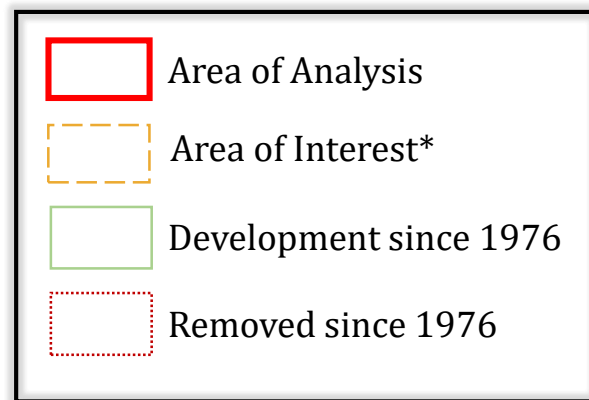 Area of Analysis
Area of Interest*
Development since 1976
Removed since 1976